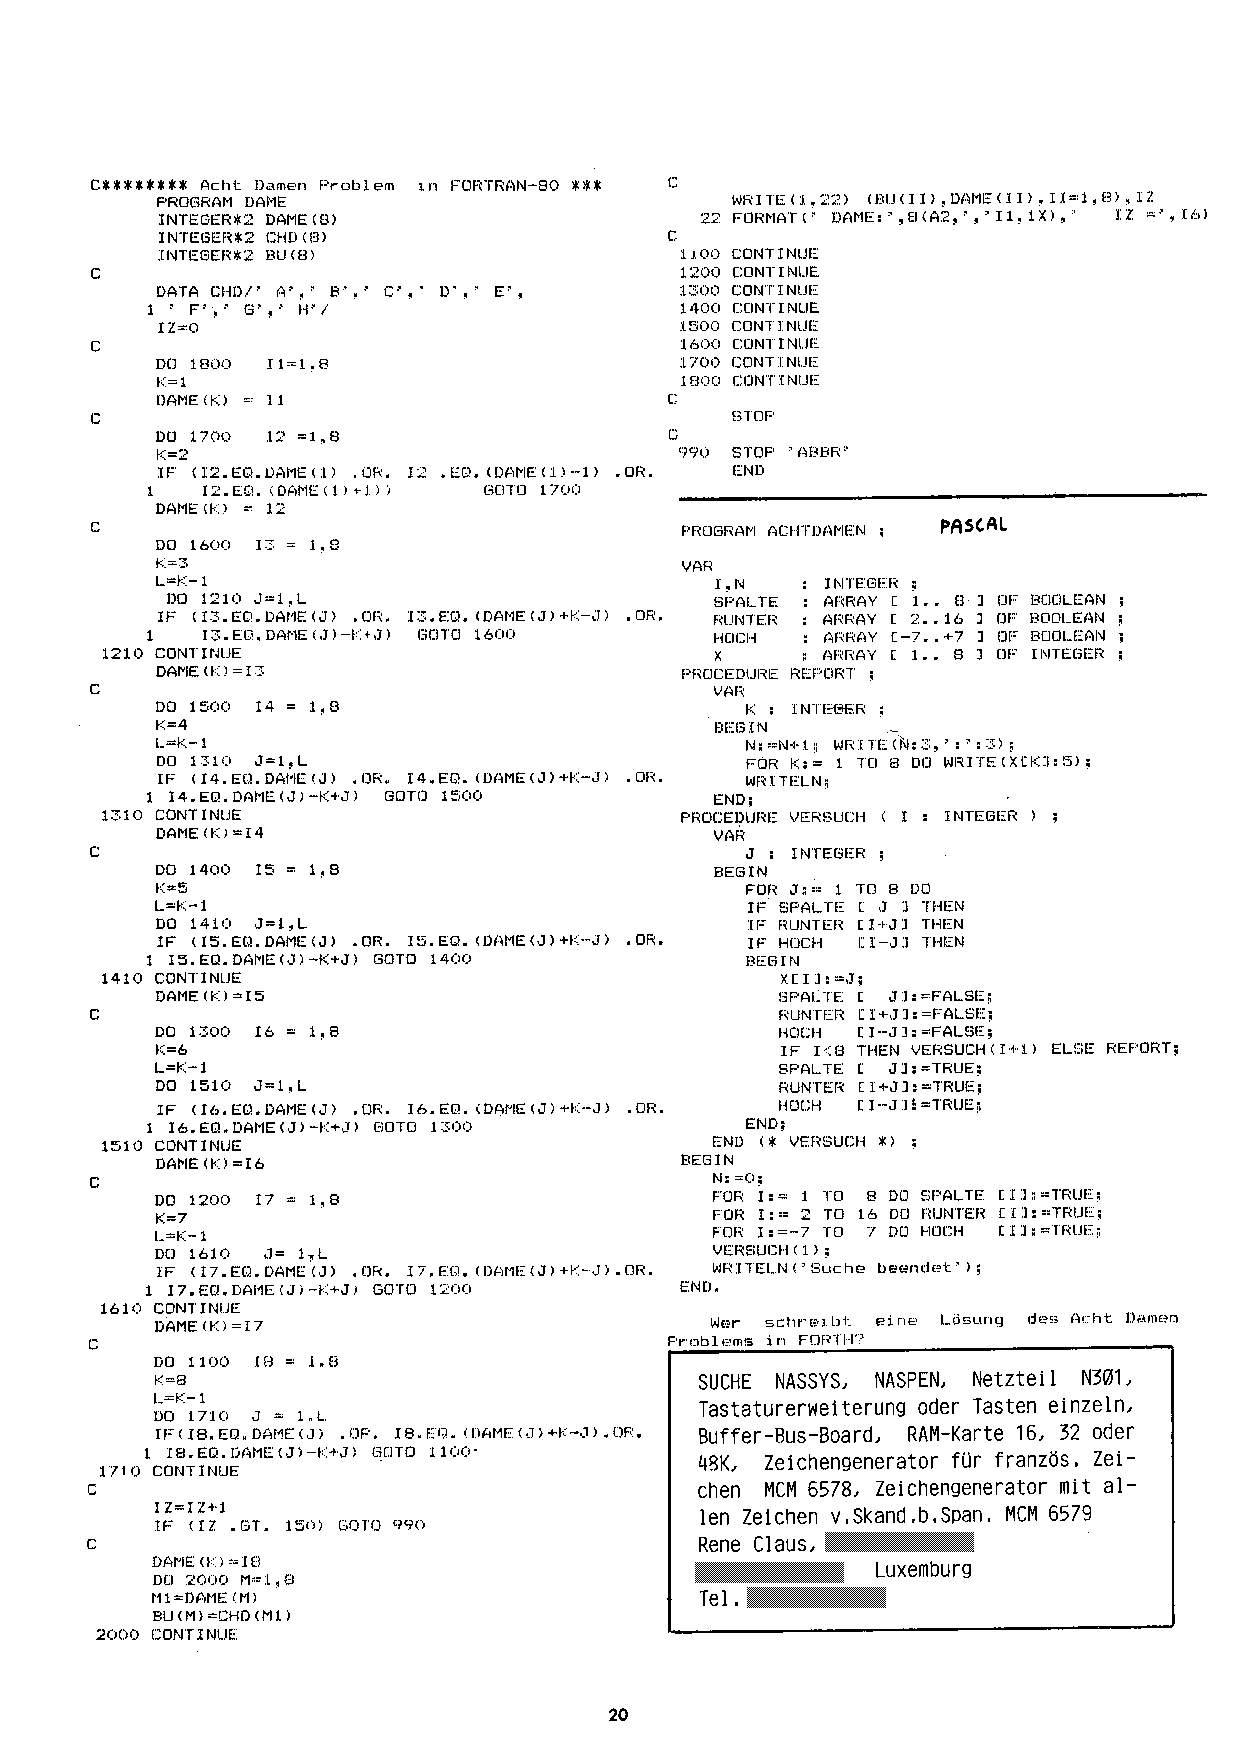 C******** Acht Damen Problem  in FORTRAN-80 ***
      PROGRAM DAME
      INTEGER*2 DAME(8)
      INTEGER*2 CHD(8)
      INTEGER*2 BU(8)
C
      DATA CHD/' A',' B',' C',' D',' E',
     1 ' F',' G',' H'/
      IZ=0
C
      DO 1800   I1=1,8
      K=1
      DAME(K) = I1
C
      DO 1700   I2 =1,8
      K=2
      IF (I2.EQ.DAME(1) .OR. I2 .EQ.(DAME(1)-1) .OR.
     1    I2.EQ.(DAME(1)+1))        GOTO 1700
      DAME(K) = I2
C
      DO 1600  I3 = 1,8
      K=3
      L=K-1
       DO 1210 J=1,L
      IF (I3.EQ.DAME(J) .OR. I3.EQ.(DAME(J)+K-J) .OR.
     1    I3.EQ.DAME(J)-K+J)  GOTO 1600
 1210 CONTINUE
      DAME(K)=I3
C
      DO 1500  I4 = 1,8
      K=4
      L=K-1
      DO 1310  J=1,L
      IF (I4.EQ.DAME(J) .OR. I4.EQ.(DAME(J)+K-J) .OR.
     1 I4.EQ.DAME(J)-K+J)  GOTO 1500
 1310 CONTINUE
      DAME(K)=I4
C
      DO 1400  I5 = 1,8
      K=5
      L=K-1
      DO 1410  J=1,L
      IF (I5.EQ.DAME(J) .OR. I5.EQ.(DAME(J)+K-J) .OR.
     1 I5.EQ.DAME(J)-K+J) GOTO 1400
 1410 CONTINUE
      DAME(K)=I5
C
      DO 1300  I6 = 1,8
      K=6
      L=K-1
      DO 1510  J=1,L
      IF (I6.EQ.DAME(J) .OR. I6.EQ.(DAME(J)+K-J) .OR.
     1 I6.EQ.DAME(J)-K+J) GOTO 1300
 1510 CONTINUE
      DAME(K)=I6
C
      DO 1200  I7 = 1,8
      K=7
      L=K-1
      DO 1610   J= 1,L
      IF (I7.EQ.DAME(J) .OR. I7.EQ.(DAME(J)+K-J).OR.
     1 I7.EQ.DAME(J)-K+J) GOTO 1200
 1610 CONTINUE
      DAME(K)=I7
C
      DO 1100  I8 = 1,8
      K=8
      L=K-1
      DO 1710  J = 1,L
      IF(I8.EQ.DAME(J) .OR. I8.EQ.(DAME(J)+K-J).OR.
     1 I8.EQ.DAME(J)-K+J) GOTO 1100
 1710 CONTINUE
C
      IZ=IZ+1
      IF (IZ .GT. 150) GOTO 990
C
      DAME(K)=I8
      DO 2000 M=1,8
      M1=DAME(M)
      BU(M)=CHD(M1)
 2000 CONTINUE
C
      WRITE(1,22) (BU(II),DAME(II),II=1,8),IZ
   22 FORMAT(' DAME:',8(A2,',',I1,1X),'   IZ =',I6)
C
 1100 CONTINUE
 1200 CONTINUE
 1300 CONTINUE
 1400 CONTINUE
 1500 CONTINUE
 1600 CONTINUE
 1700 CONTINUE
 1800 CONTINUE
C
      STOP
C
 990  STOP 'ABBR'
      END
PROGRAM ACHTDAMEN ;     PASCAL
VAR
   I,N     : INTEGER ;
   SPALTE  : ARRAY [ 1.. 8 ] OF BOOLEAN ;
   RUNTER  : ARRAY [ 2..16 ] OF BOOLEAN ;
   HOCH    : ARRAY [-7..+7 ] OF BOOLEAN ;
   X       : ARRAY [ 1.. 8 ] OF INTEGER ;
PROCEDURE REPORT ;
   VAR
      K : INTEGER ;
   BEGIN
      N:=N+1; WRITE(N:3,':':3);
      FOR K:= 1 TO 8 DO WRITE(X[K]:5);
      WRITELN;
   END;
PROCEDURE VERSUCH ( I : INTEGER ) ;
   VAR
      J : INTEGER ;
   BEGIN
      FOR J:= 1 TO 8 DO
      IF SPALTE [ J ] THEN
      IF RUNTER [I+J] THEN
      IF HOCH   [I-J] THEN
      BEGIN
         X[I]:=J;
         SPALTE [  J]:=FALSE;
         RUNTER [I+J]:=FALSE;
         HOCH   [I-J]:=FALSE;
         IF I<8 THEN VERSUCH(I+1) ELSE REPORT;
         SPALTE [  J]:=TRUE;
         RUNTER [I+J]:=TRUE;
         HOCH   [I-J]:=TRUE;
      END;
   END (* VERSUCH *) ;
BEGIN
   N:=0;
   FOR I:= 1 TO  8 DO SPALTE [I]:=TRUE;
   FOR I:= 2 TO 16 DO RUNTER [I]:=TRUE;
   FOR I:=-7 TO  7 DO HOCH   [I]:=TRUE;
   VERSUCH(1);
   WRITELN('Suche beendet');
END.
Wer schreibt eine Lösung des Acht Damen
Problems in FORTH?
SUCHE NASSYS, NASPEN, Netzteil N301,
Tastaturerweiterung oder Tasten einzeln,
Buffer-Bus-Board, RAM-Karte 16, 32 oder
48K, Zeichengenerator für französ. Zei-
chen MCM 6578, Zeichengenerator mit al-
len Zeichen v.Skand.b.Span. MCM 6579
Rene Claus,
Luxemburg
Tel.
20